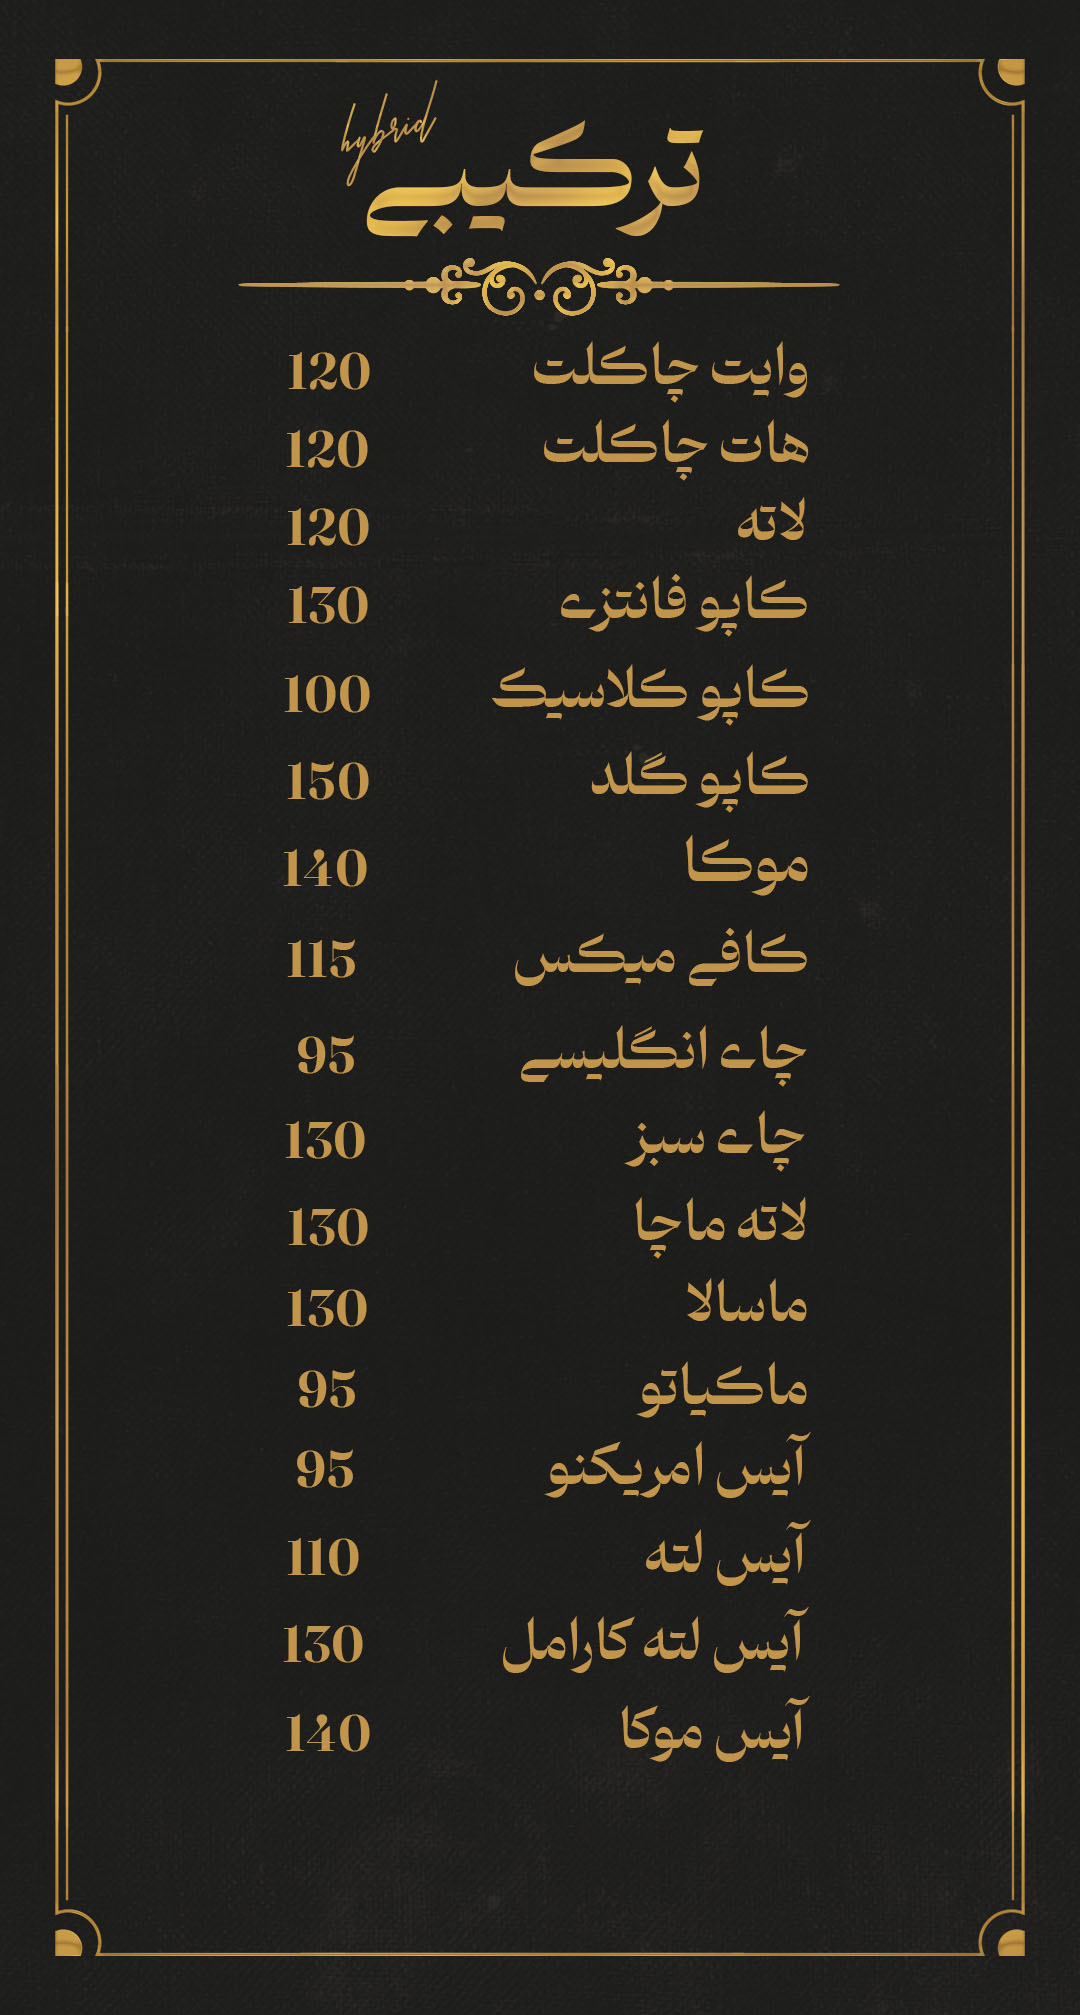 ترکیبی
hybrid
وایت چاکلت 120
هات چاکلت 120
لاته 120
کاپو فانتزی 130
کاپو کلاسیک 100
کاپو گلد 150
موکا 140
کافی میکس 115
چای انگلیسی 95
چای سبز 130
لاته ماچا 130
ماسالا 130
ماکیاتو 95
آیس امریکنو 95
آیس لته 110
آیس لته کارامل 130
آیس موکا 140